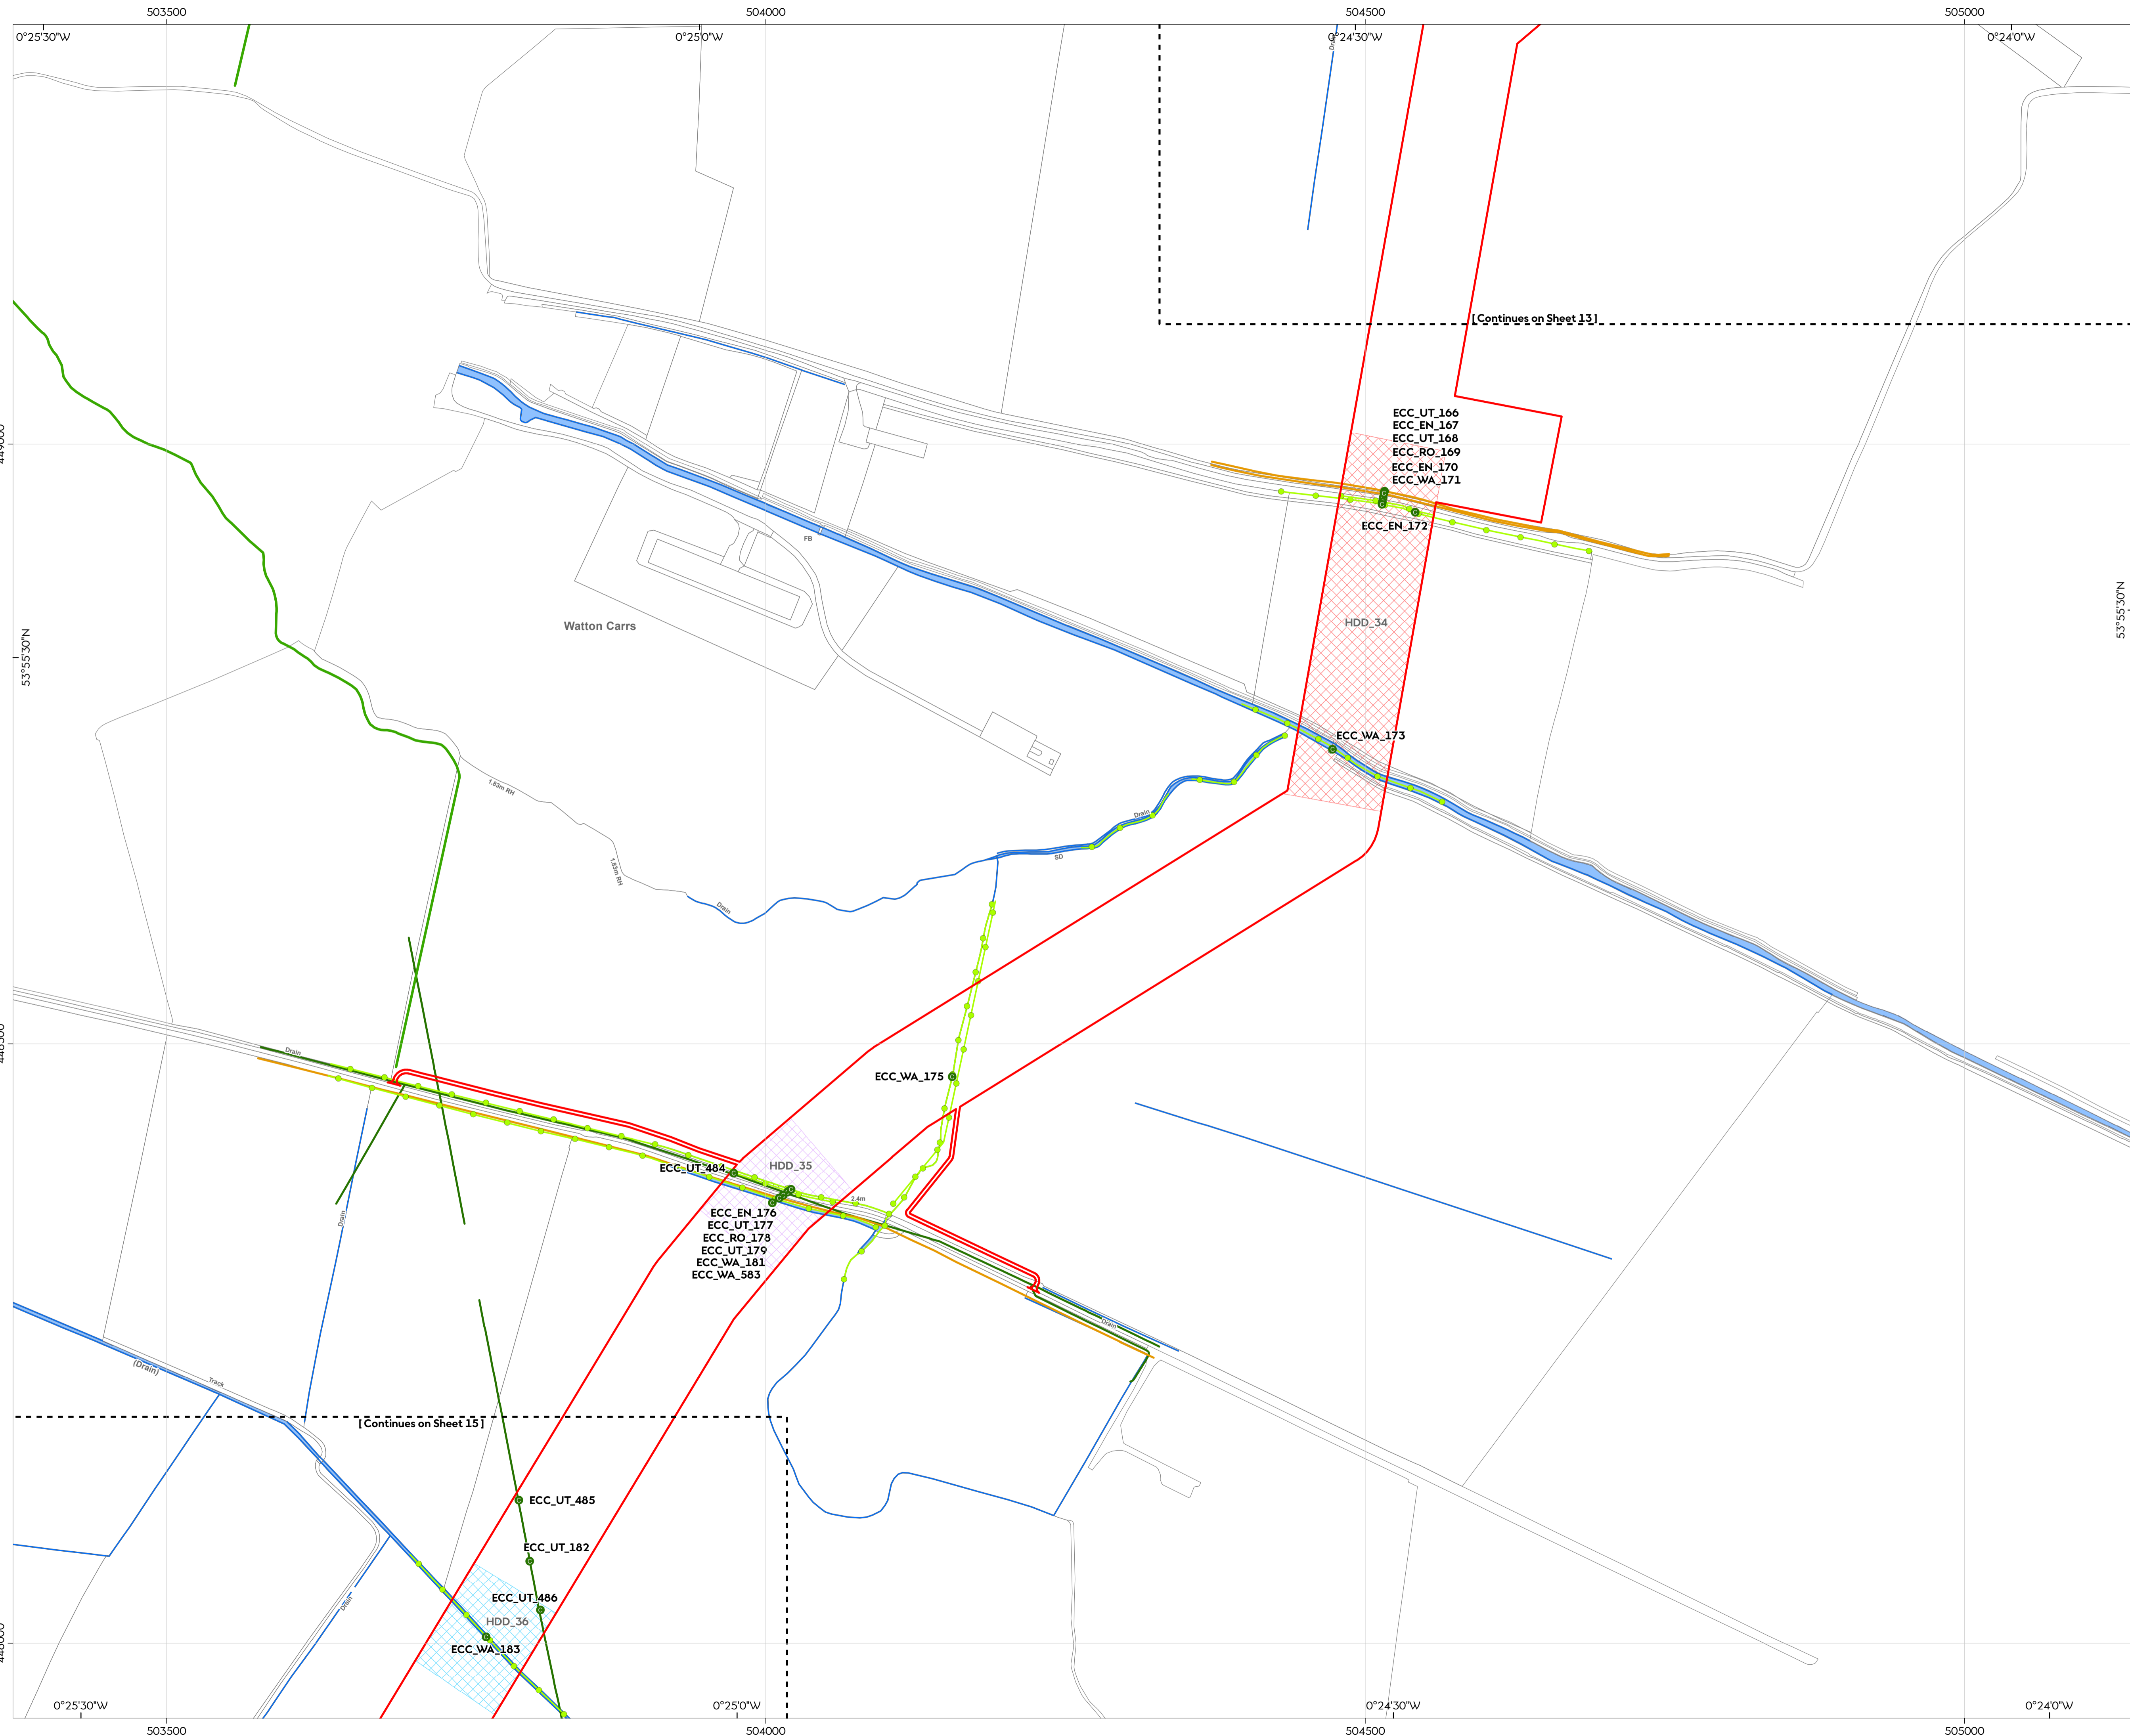 503500
504000
504500
505000
0°25'30"W
0°25'0"W
0°24'30"W
0°24'0"W
Drain
[ Continues on Sheet 13 ]
449000
ECC_UT_166
ECC_EN_167
ECC_UT_168
ECC_RO_169
ECC_EN_170
ECC_WA_171
ECC_EN_172
FB
53°55'30"N
Watton Carrs
HDD_34
53°55'30"N
ECC_WA_173
1.83m RH
Drain
SD
1.83m RH
Drain
448500
Drain
ECC_WA_175
HDD_35
ECC_UT_484
2.4m
ECC_EN_176
ECC_UT_177
ECC_RO_178
ECC_UT_179
ECC_WA_181
ECC_WA_583
Drain
Drain
(Drain)
Track
[ Continues on Sheet 15 ]
ECC_UT_485
ECC_UT_182
ECC_UT_486
Drain
HDD_36
ECC_WA_183
448000
0°25'30"W
0°25'0"W
0°24'30"W
0°24'0"W
503500
504000
504500
505000